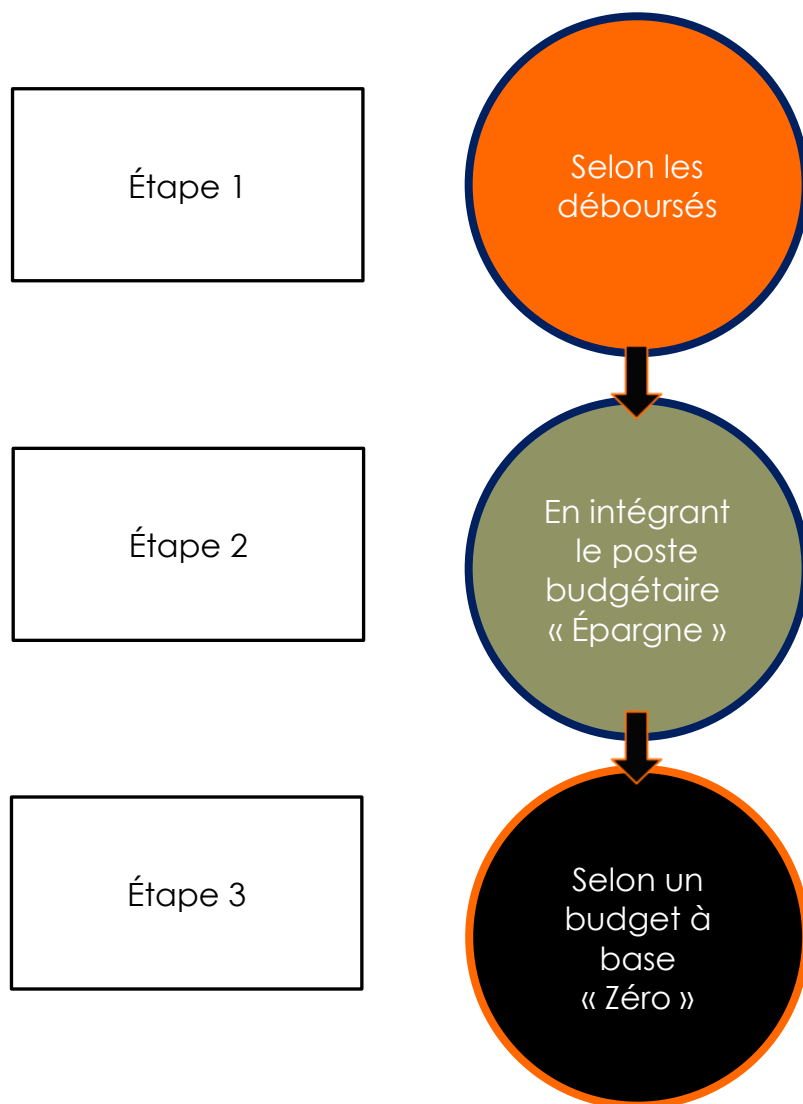 Étape 1
Selon les
déboursés
Étape 2
En intégrant
le poste
budgétaire
« Épargne »
Étape 3
Selon un
budget à
base
« Zéro »